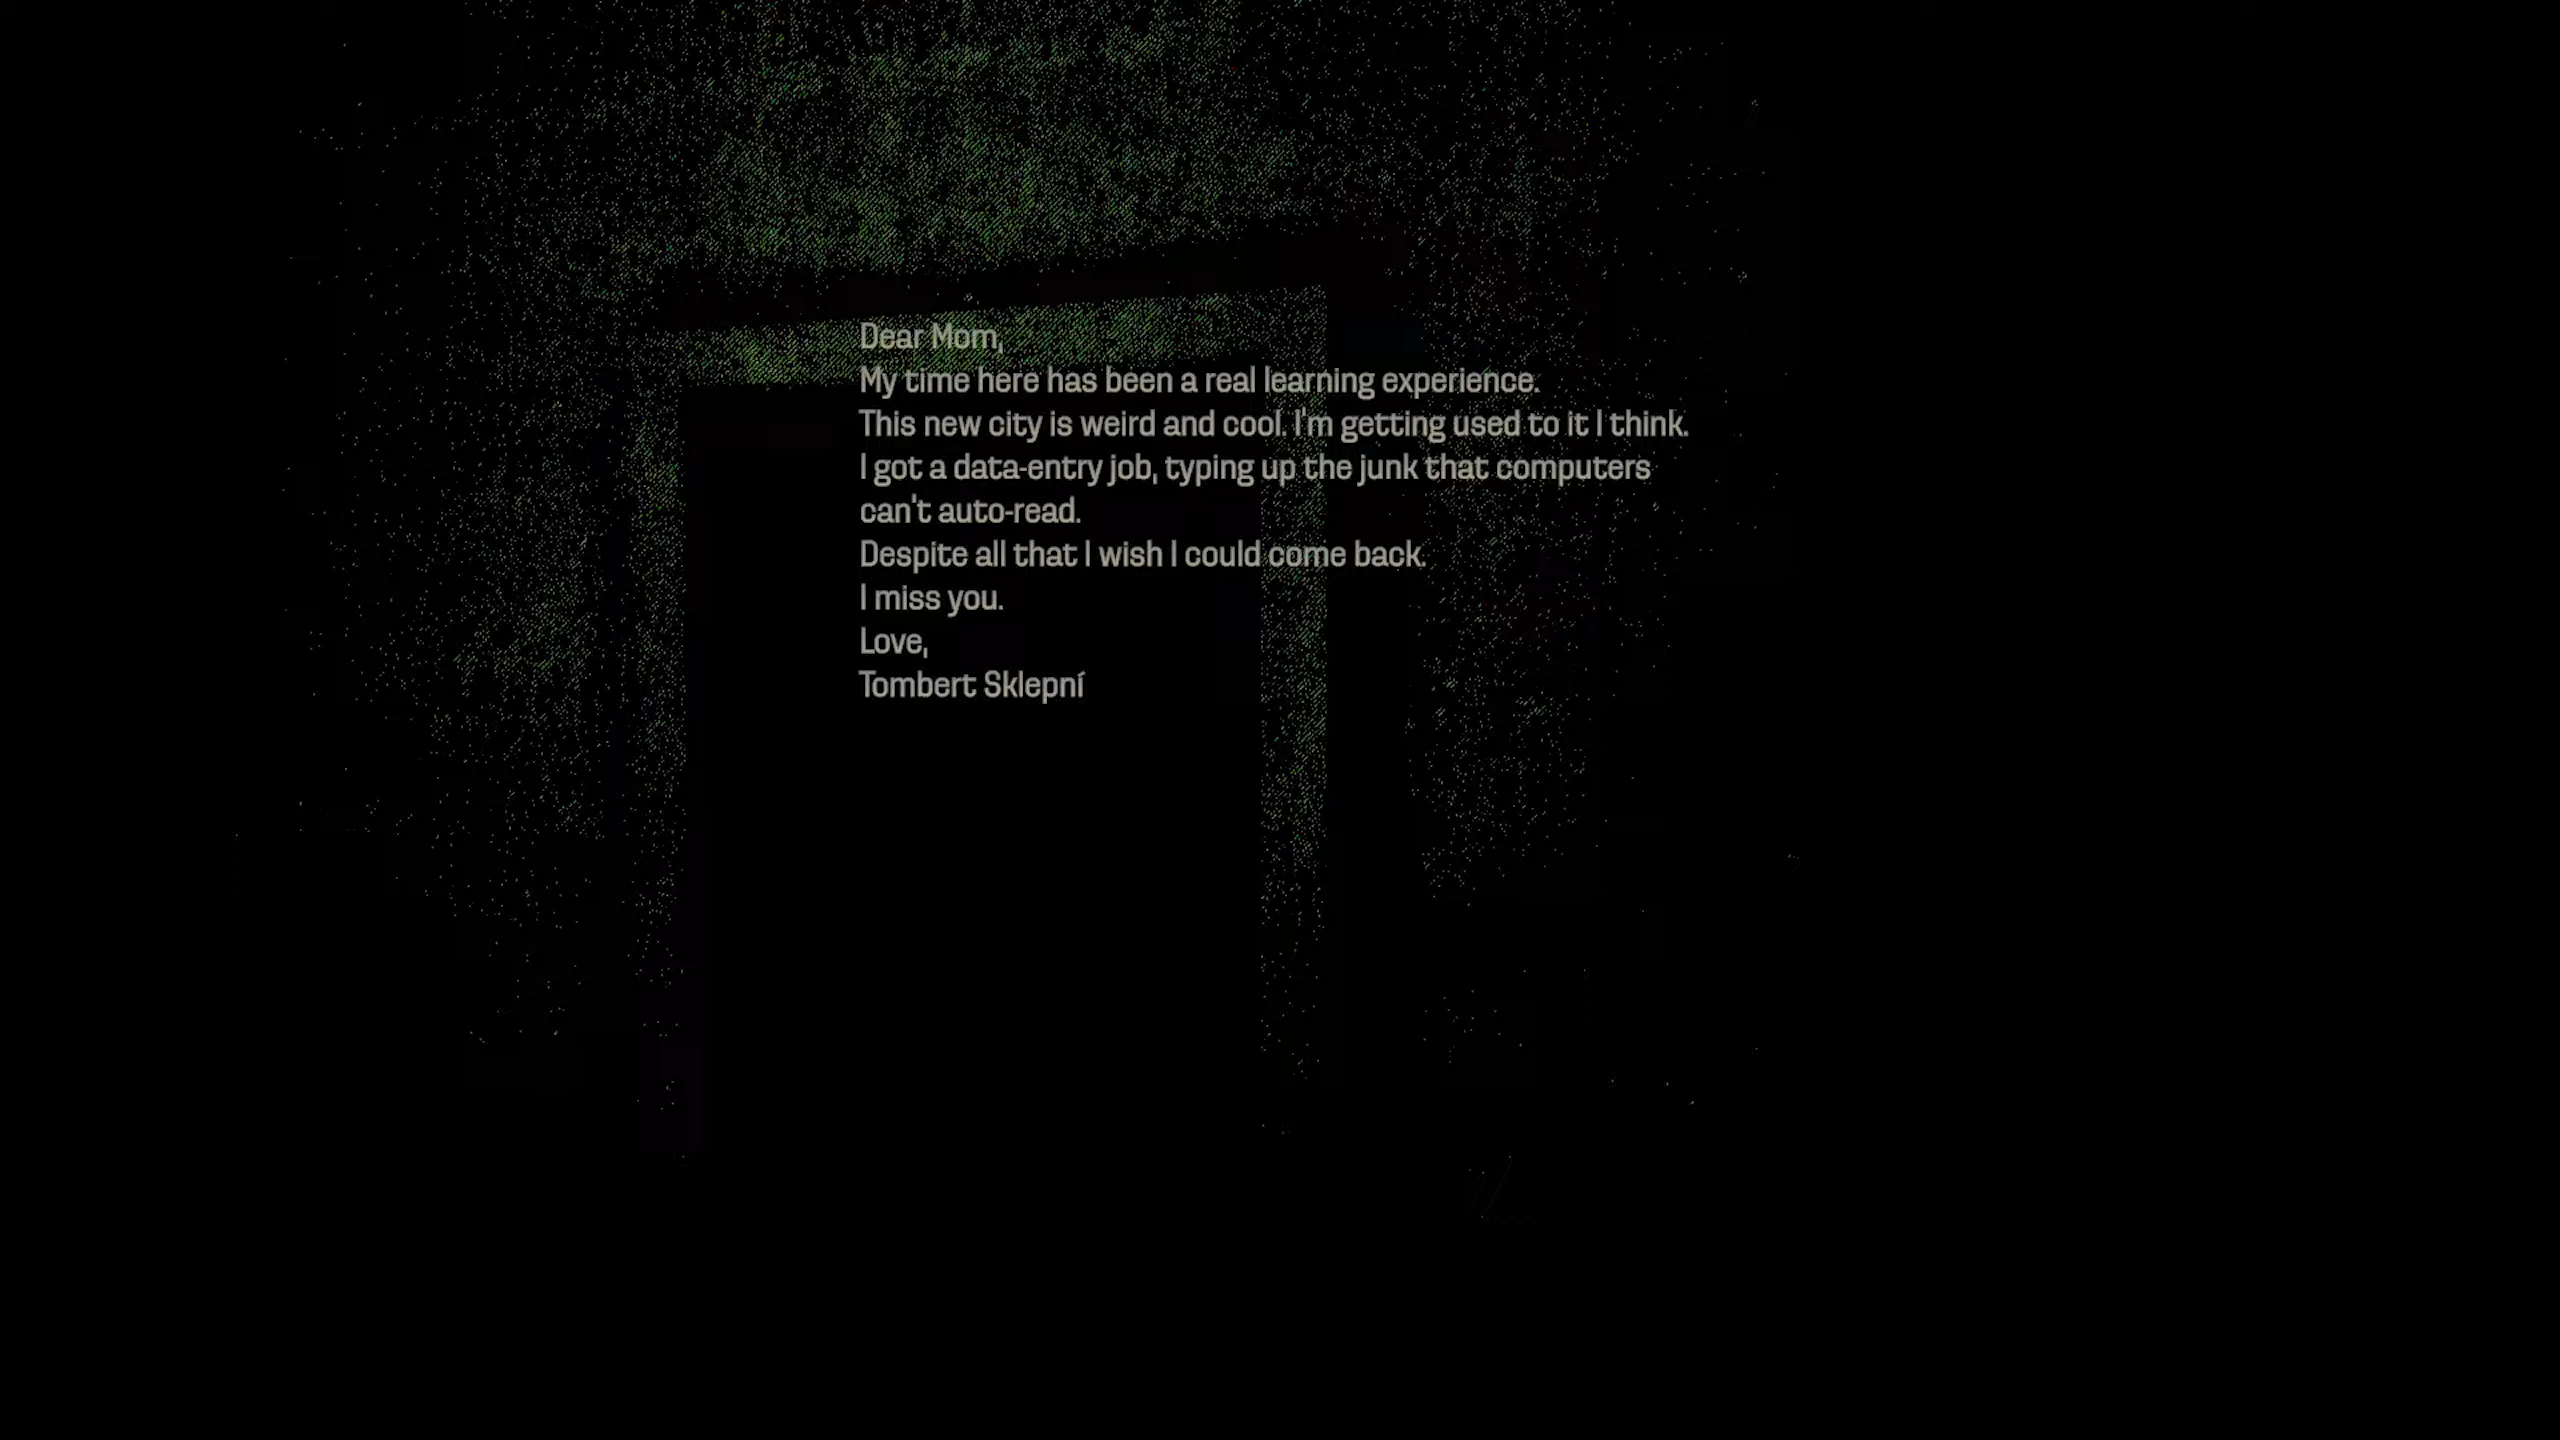 Dear Mom,
My time here has been a real learning experience.
This new city is weird and cool. I'm getting used to it I think.
I got a data-entry job, typing up the junk that computers
can't auto-read.
Despite all that I wish I could come back.
I miss you.
Love,
Tombert Sklepní